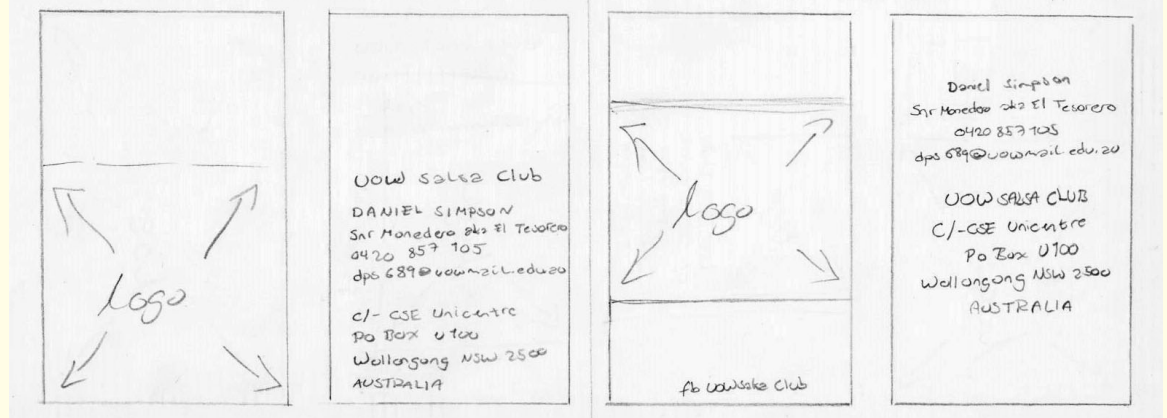 logo
UOW Salsa Club
DANIEL SIMPSON
Snr Monedero aka El Tesorero
0420 857 105
dps689@uowmail.edu.au
c/- CSE Unicentre
Po Box U100
Wollongong NSW 2500
AUSTRALIA
logo
fb UOWSalsa Club
Daniel Simpson
Snr Monedoo aka El Tesorero
0420 857 105
dps689@uowmail.edu.au
UOW SALSA CLUB
C/-CSE Unicentre
Po Box U100
Wollongong NSW 2500
AUSTRALIA